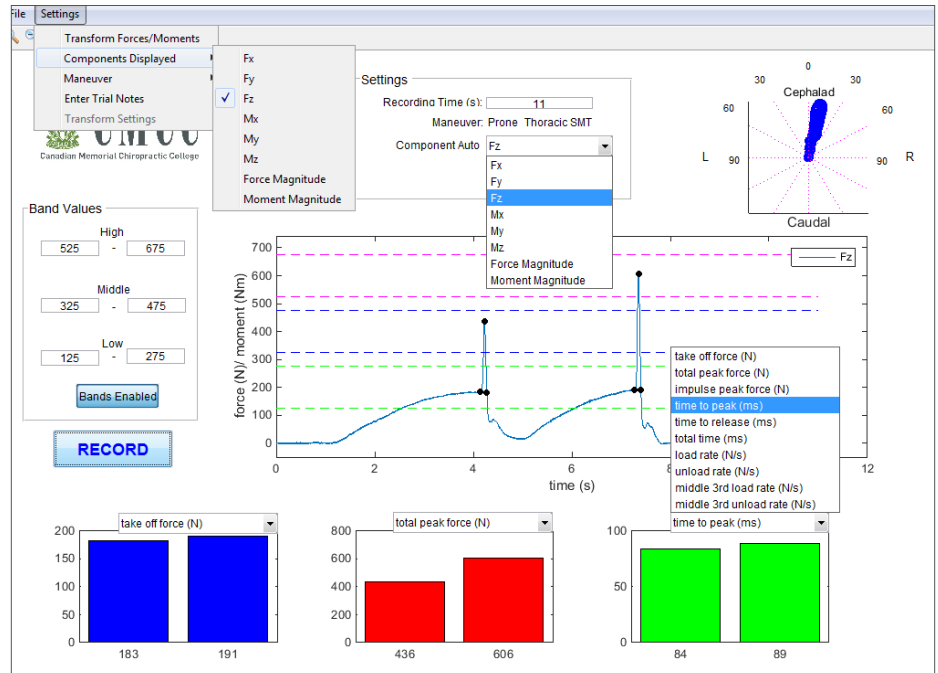 File Settings
Transform Forces/Moments
Components Displayed
Maneuver
Enter Trial Notes
Transform Settings
Fx
Fy
✓ Fz
Mx
My
Mz
Force Magnitude
Moment Magnitude
CMCC
Canadian Memorial Chiropractic College
Settings
Recording Time (s): 11
Maneuver: Prone Thoracic SMT
Component Auto Fz
Fx
Fy
Fz
Mx
My
Mz
Force Magnitude
Moment Magnitude
0
30 30
Cephalad
60 60
L 90 90 R
Caudal
Band Values
High
525 - 675
Middle
325 - 475
Low
125 - 275
Bands Enabled
RECORD
force (N)/ moment (Nm)
700
600
500
400
300
200
100
0
0 2 4 6 8 12
time (s)
Fz
take off force (N)
total peak force (N)
impulse peak force (N)
time to peak (ms)
time to release (ms)
total time (ms)
load rate (N/s)
unload rate (N/s)
middle 3rd load rate (N/s)
middle 3rd unload rate (N/s)
take off force (N)
200
150
100
50
0
183 191
total peak force (N)
800
600
400
200
0
436 606
time to peak (ms)
100
50
0
84 89